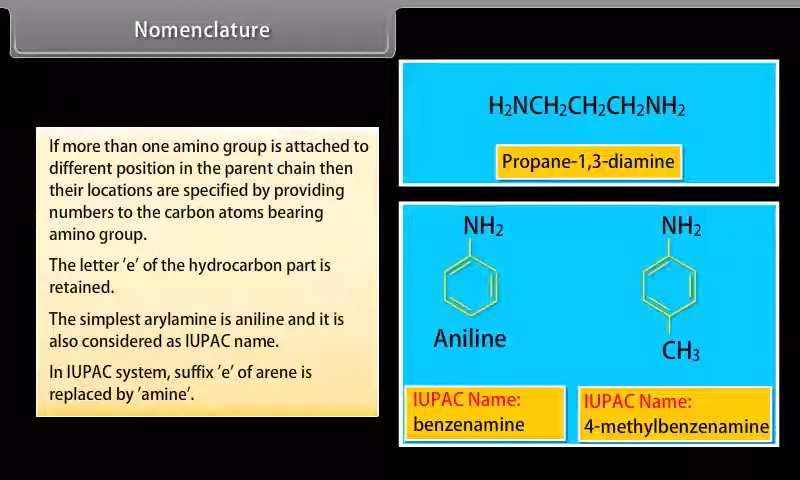 Nomenclature
If more than one amino group is attached to
different position in the parent chain then
their locations are specified by providing
numbers to the carbon atoms bearing
amino group.
The letter 'e' of the hydrocarbon part is
retained.
The simplest arylamine is aniline and it is
also considered as IUPAC name.
In IUPAC system, suffix 'e' of arene is
replaced by 'amine'.
H₂NCH₂CH₂CH₂NH₂
Propane-1,3-diamine
NH₂
Aniline
IUPAC Name:
benzenamine
NH₂
CH₃
IUPAC Name:
4-methylbenzenamine